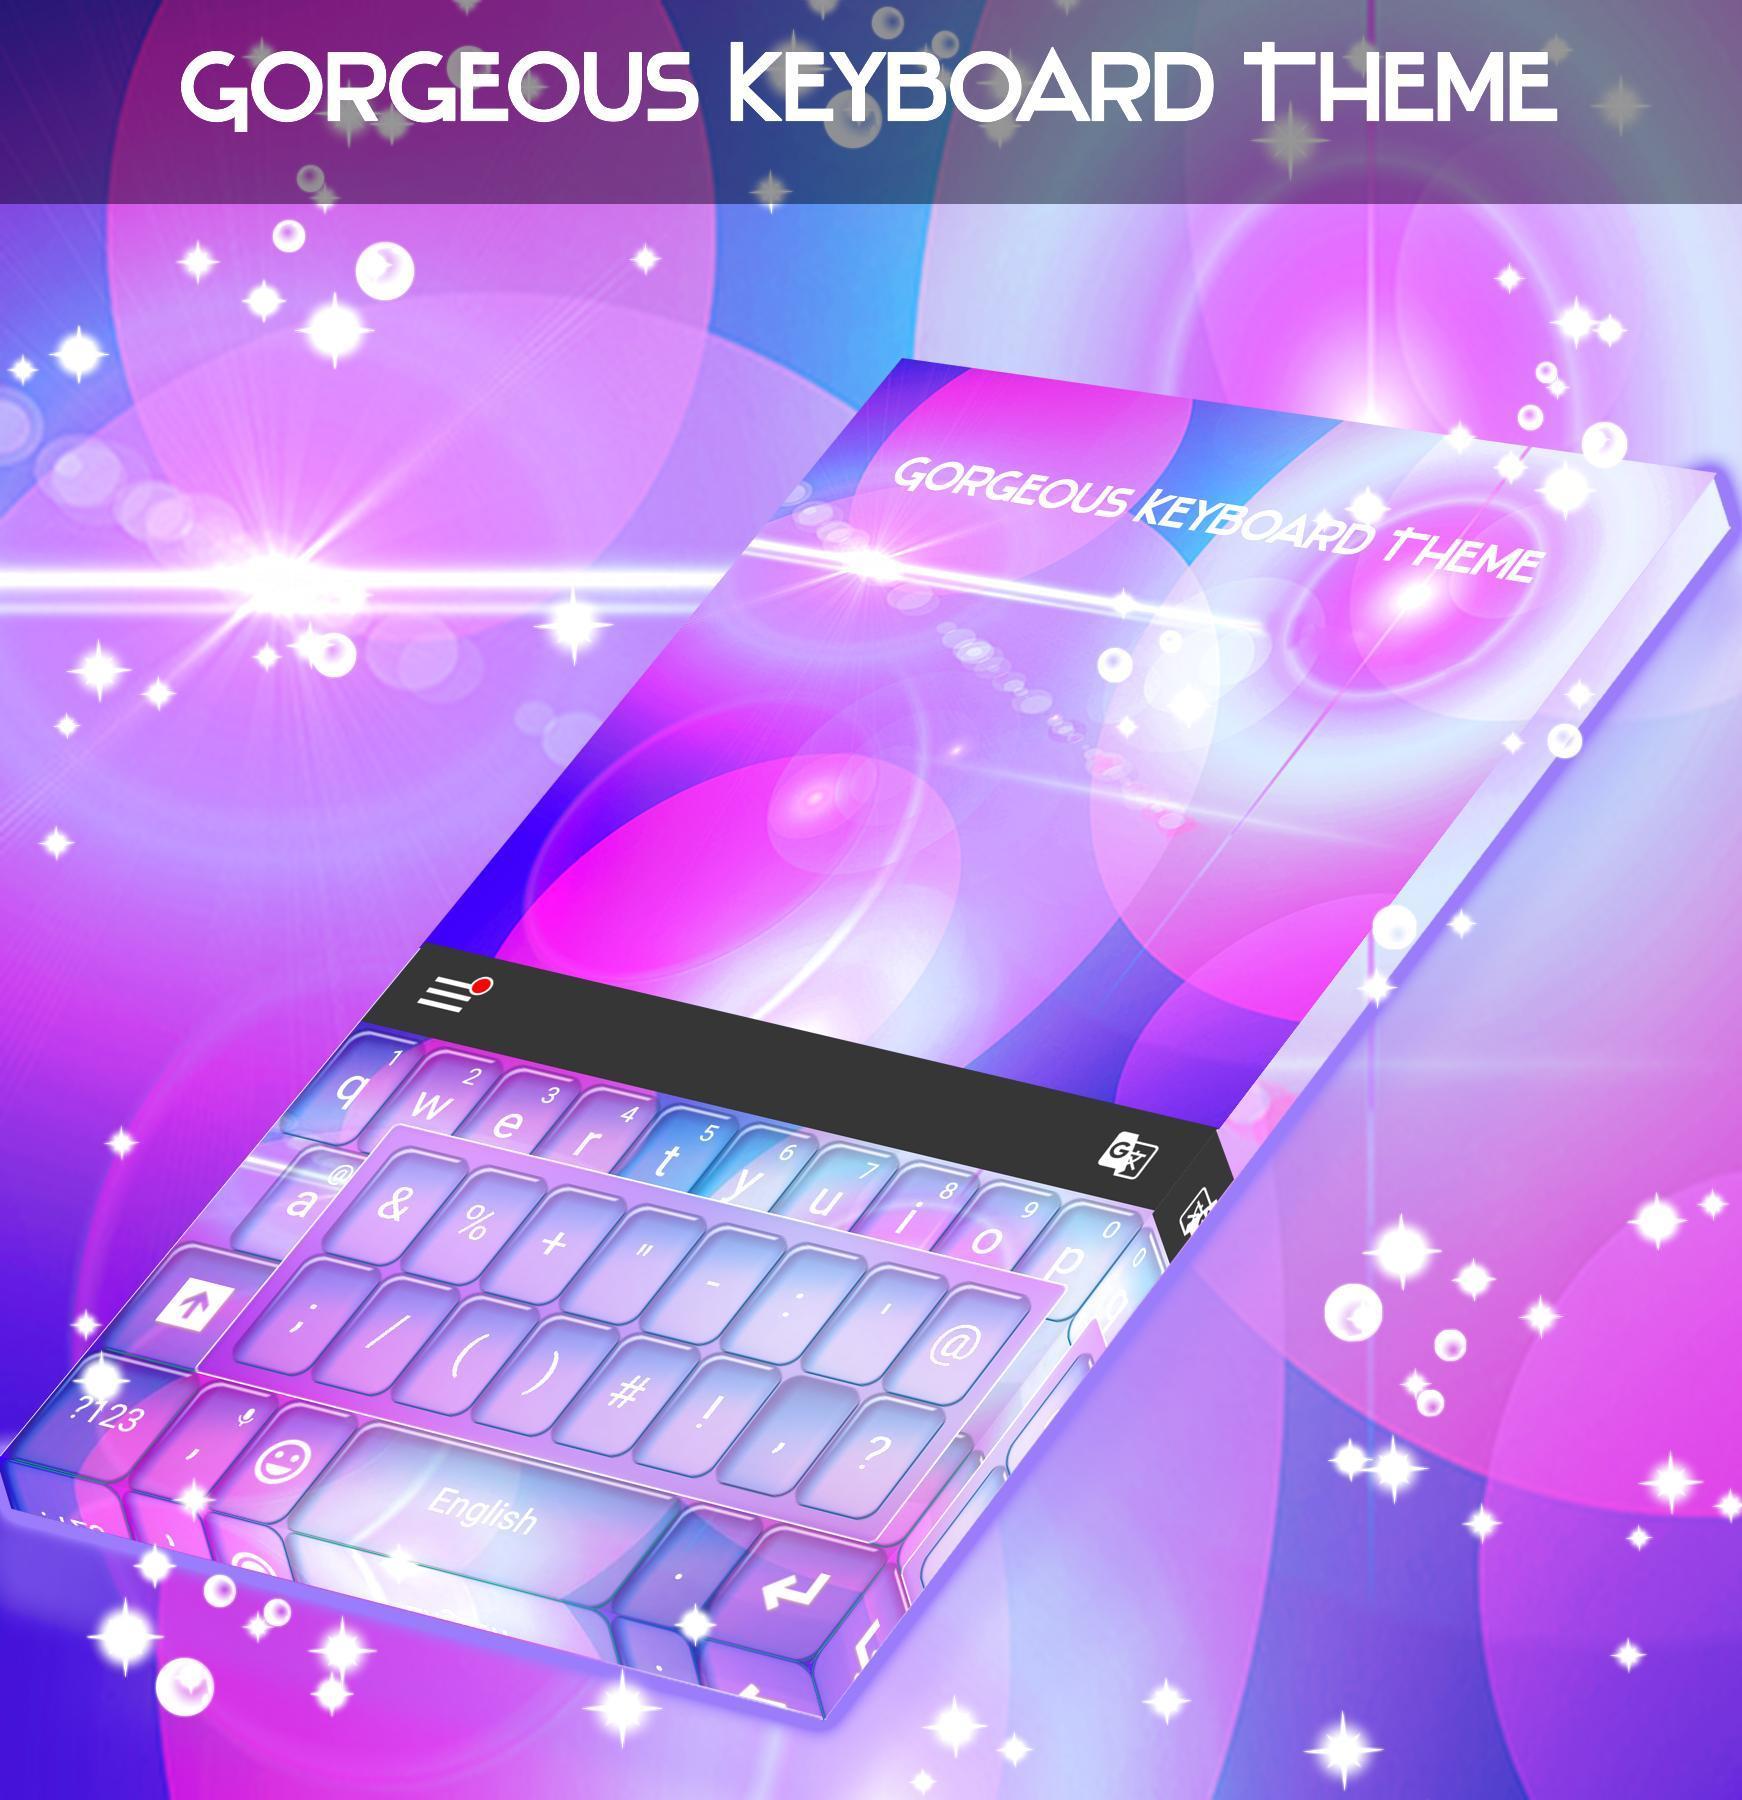 GORGEOUS KEYBOARD THEME
GORGEOUS KEYBOARD THEME
1 2 3 4 5 6 7 8 9 0
q w e r t y u i o p
@
a
& % + " - : ' @
; / ( ) # ! , ?
?123 , English .